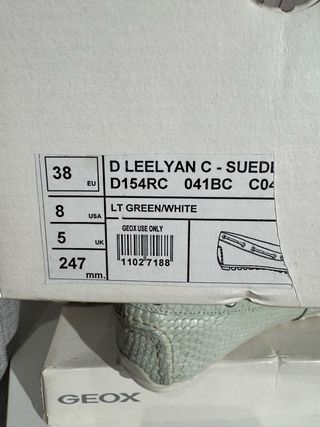 38 EU
D LEELYAN C - SUEDE
D154RC 041BC C04
8 USA
LT GREEN/WHITE
5 UK
GEOX USE ONLY
11027188
247 mm.
GEOX